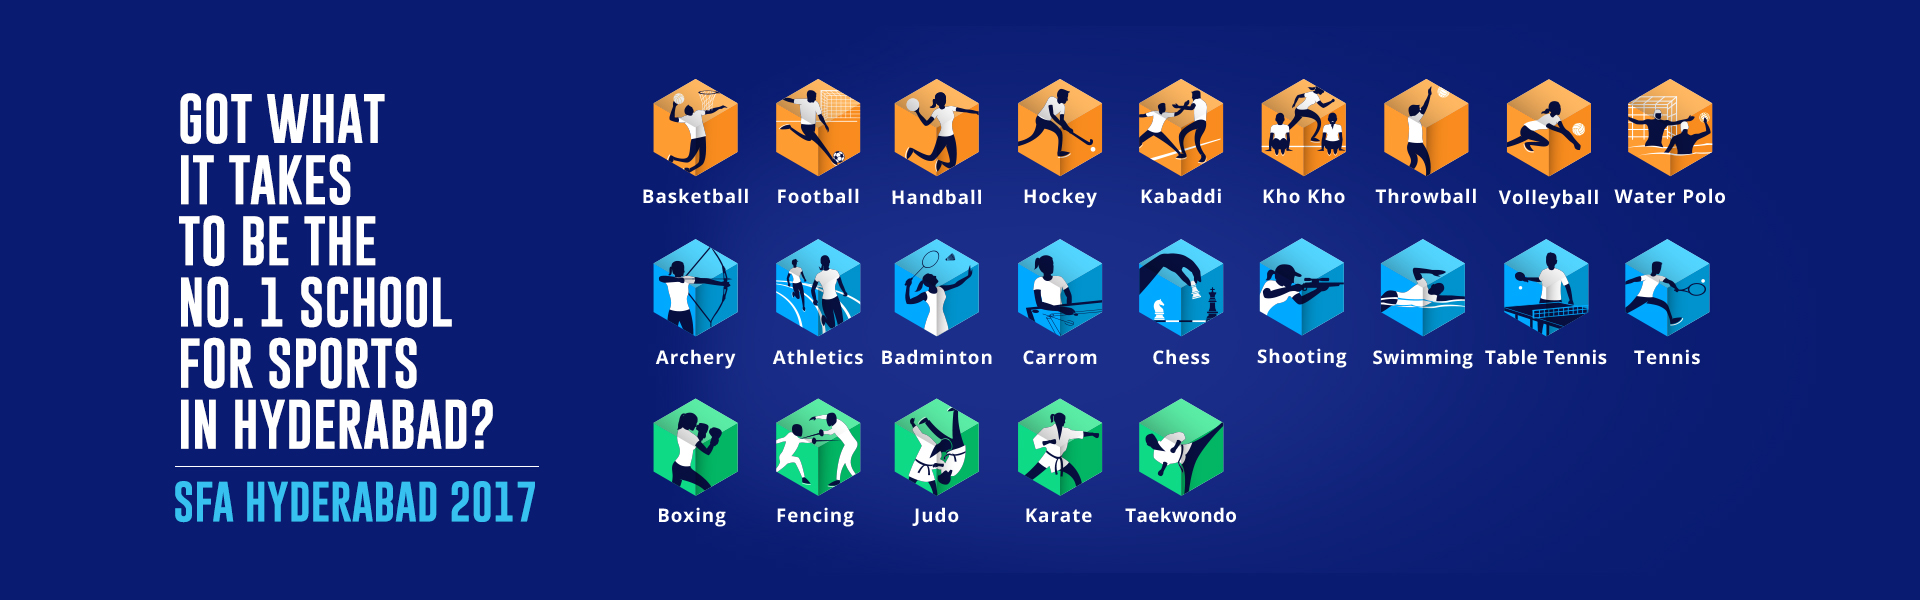 GOT WHAT
IT TAKES
TO BE THE
NO. 1 SCHOOL
FOR SPORTS
IN HYDERABAD?
SFA HYDERABAD 2017
Basketball Football Handball Hockey Kabaddi Kho Kho Throwball Volleyball Water Polo
Archery Athletics Badminton Carrom Chess Shooting Swimming Table Tennis Tennis
Boxing Fencing Judo Karate Taekwondo